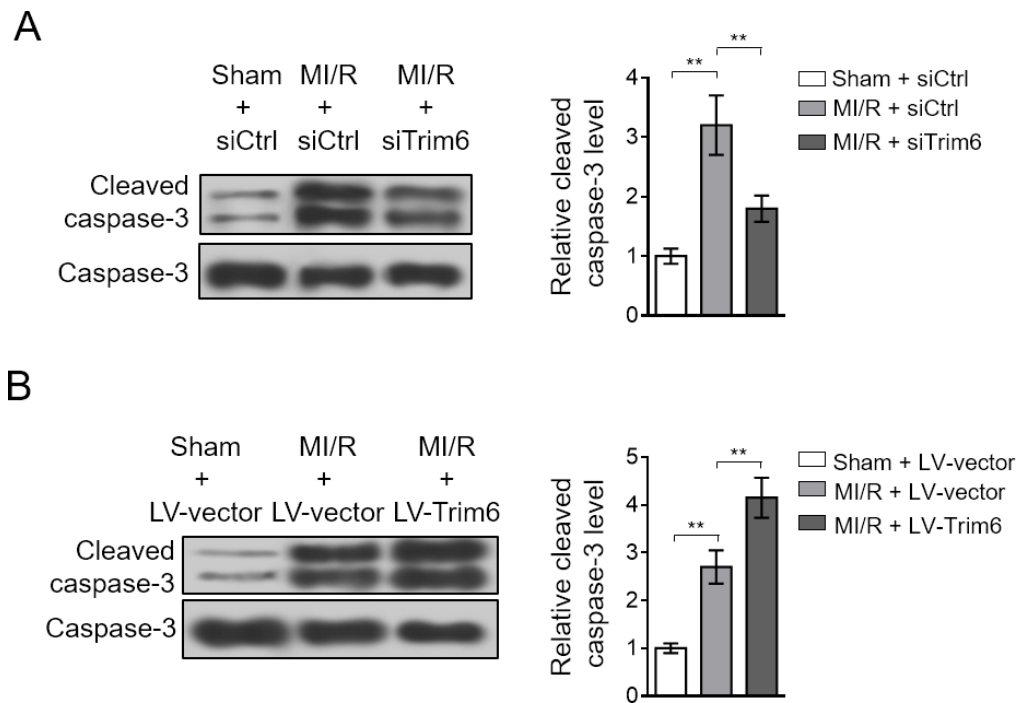 A
Sham MI/R MI/R
+ + +
siCtrl siCtrl siTrim6
Cleaved
caspase-3
Caspase-3
Relative cleaved
caspase-3 level
4
3
2
1
0
** **
Sham + siCtrl
MI/R + siCtrl
MI/R + siTrim6
B
Sham MI/R MI/R
+ + +
LV-vector LV-vector LV-Trim6
Cleaved
caspase-3
Caspase-3
Relative cleaved
caspase-3 level
5
4
3
2
1
0
** **
Sham + LV-vector
MI/R + LV-vector
MI/R + LV-Trim6